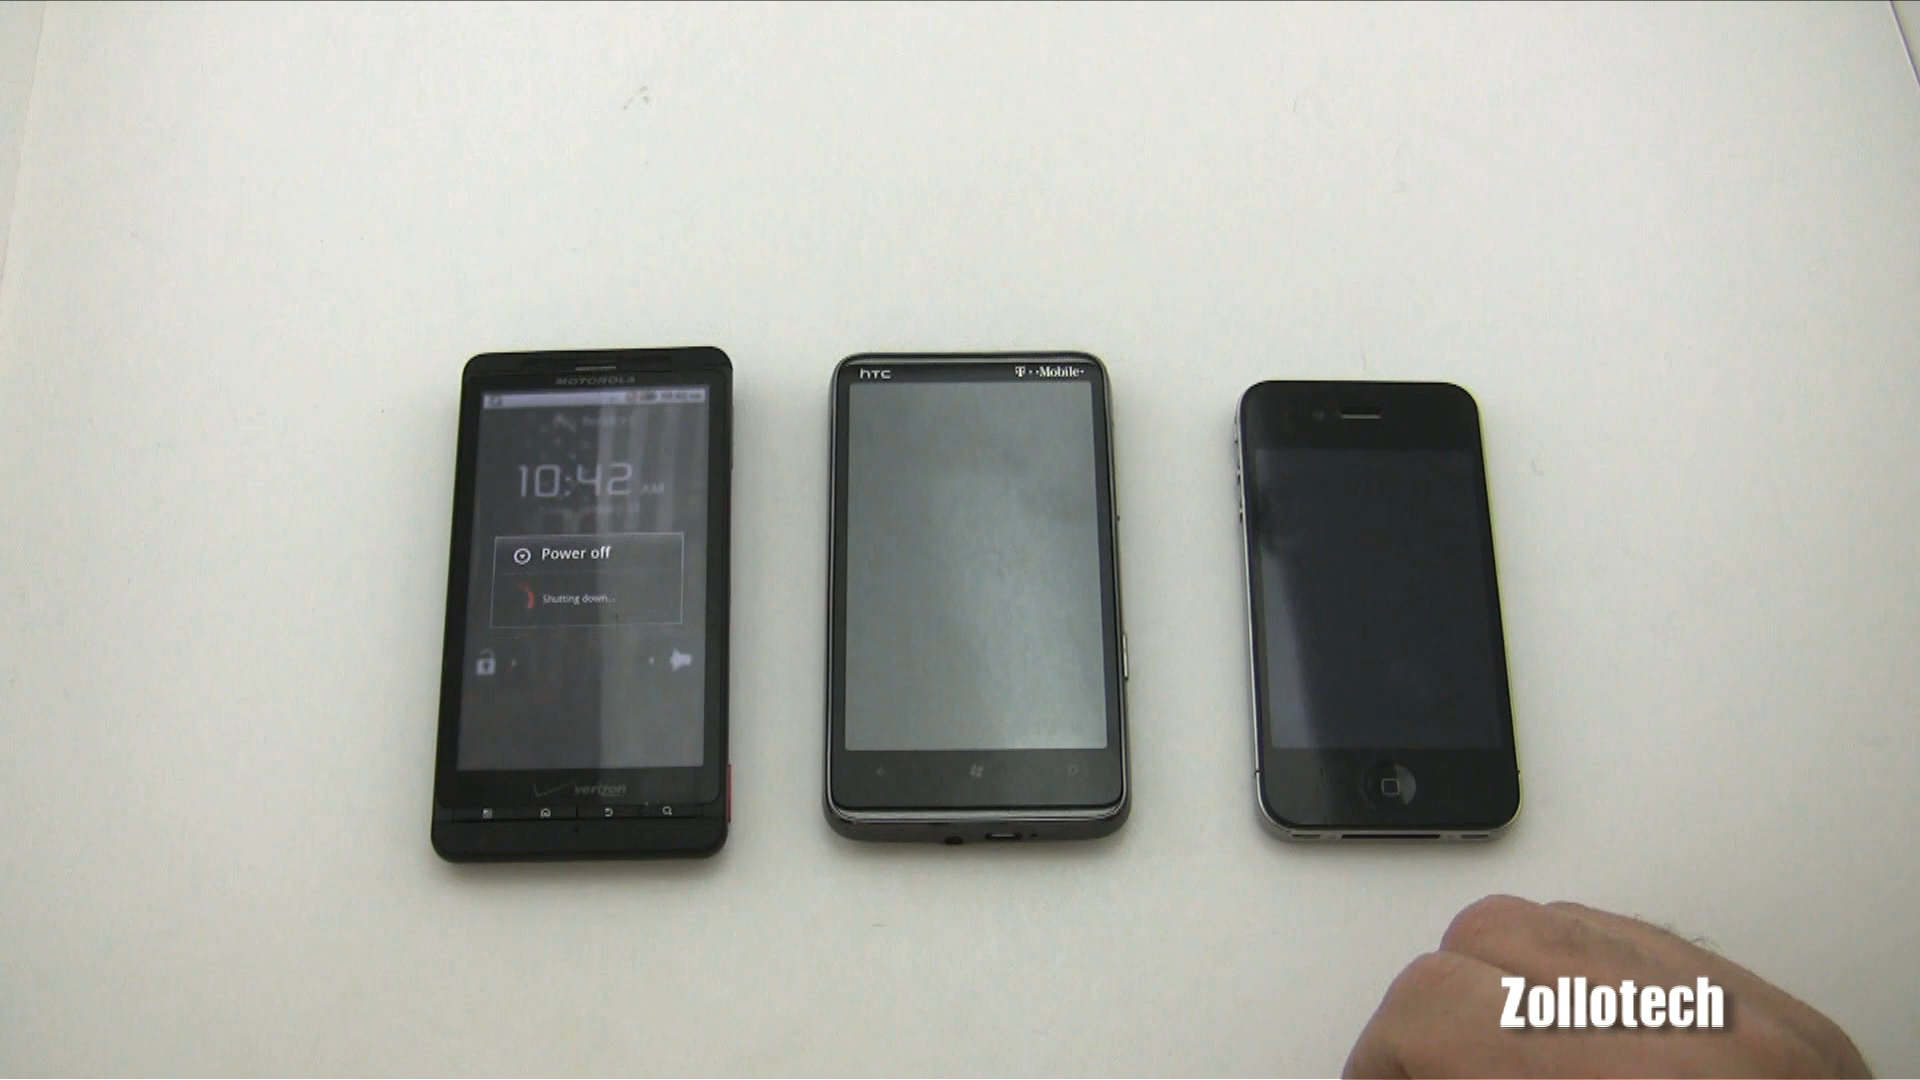 MOTOROLA
10:42 AM
Power off
Shutting down...
verizon
hTC
T··Mobile·
Zollotech